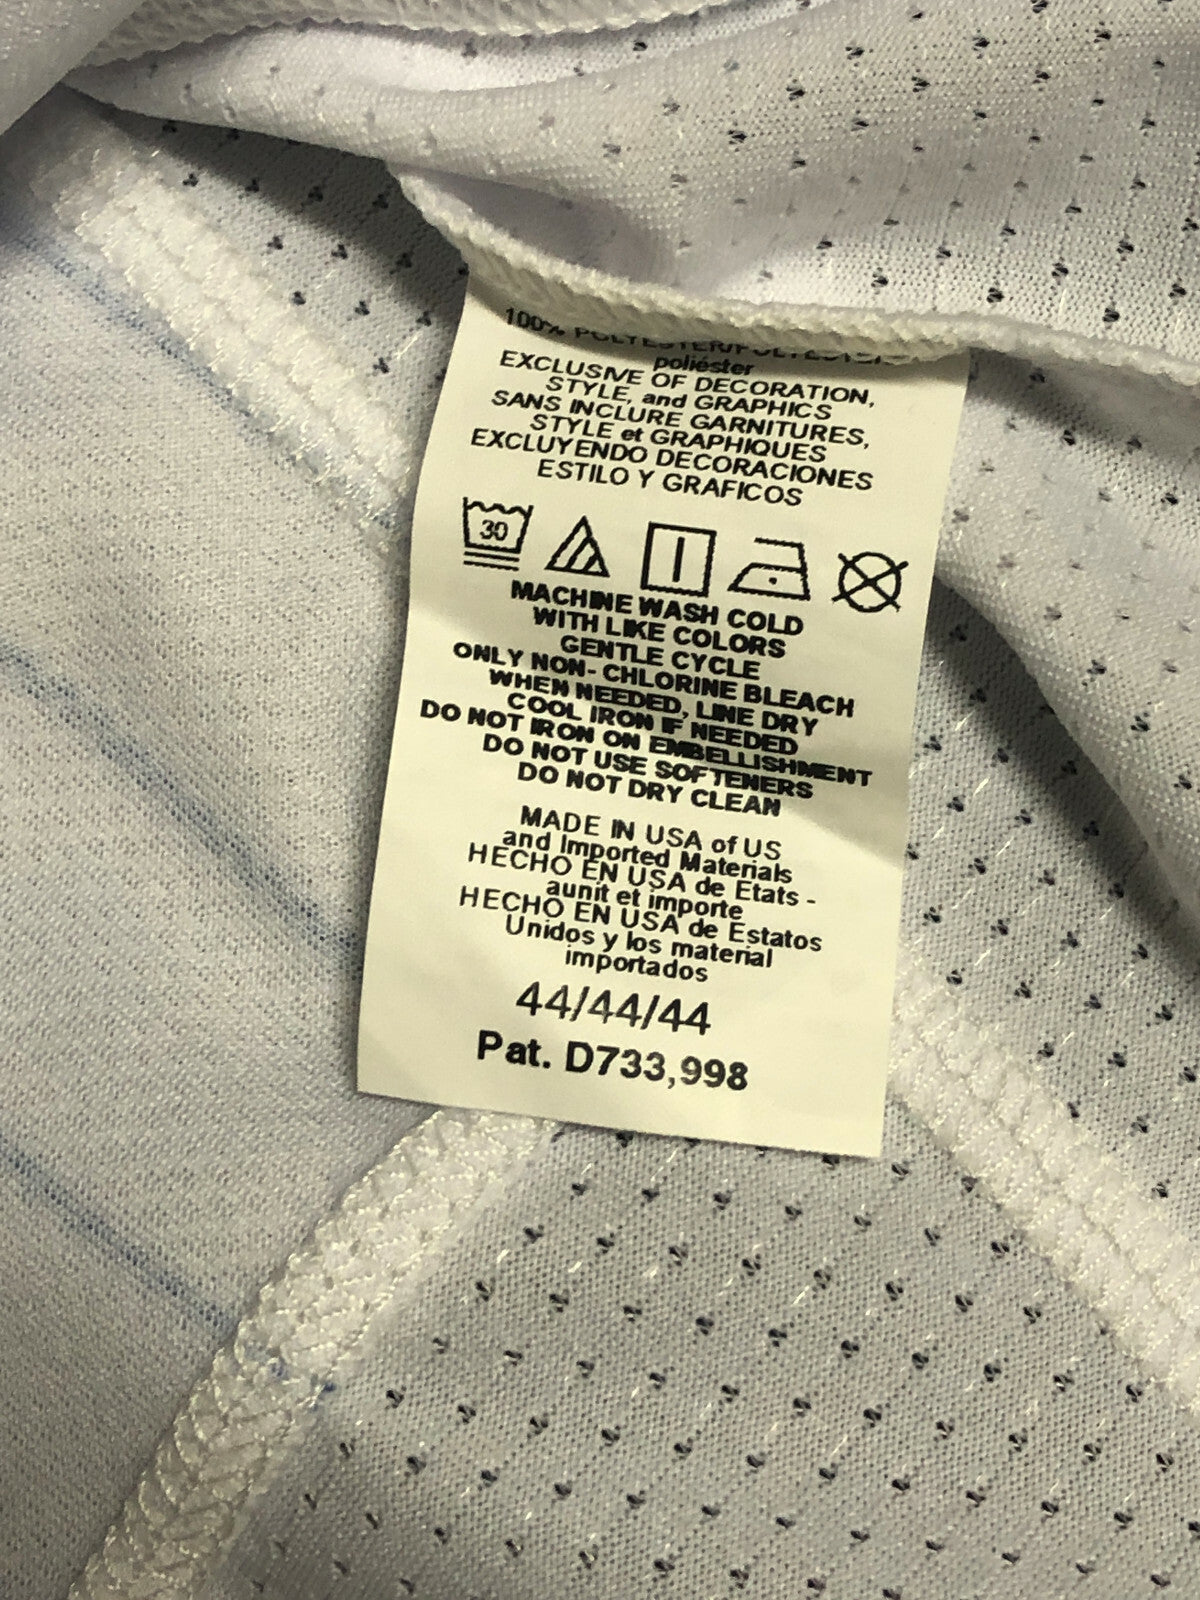 100% POLYESTER/POLYESTER
poliéster
EXCLUSIVE OF DECORATION,
STYLE, and GRAPHICS
SANS INCLURE GARNITURES,
STYLE et GRAPHIQUES
EXCLUYENDO DECORACIONES
ESTILO Y GRAFICOS
30
MACHINE WASH COLD
WITH LIKE COLORS
GENTLE CYCLE
ONLY NON- CHLORINE BLEACH
WHEN NEEDED, LINE DRY
COOL IRON IF NEEDED
DO NOT IRON ON EMBELLISHMENT
DO NOT USE SOFTENERS
DO NOT DRY CLEAN
MADE IN USA of US
and Imported Materials
HECHO EN USA de Etats -
aunit et importe
HECHO EN USA de Estatos
Unidos y los material
importados
44/44/44
Pat. D733,998